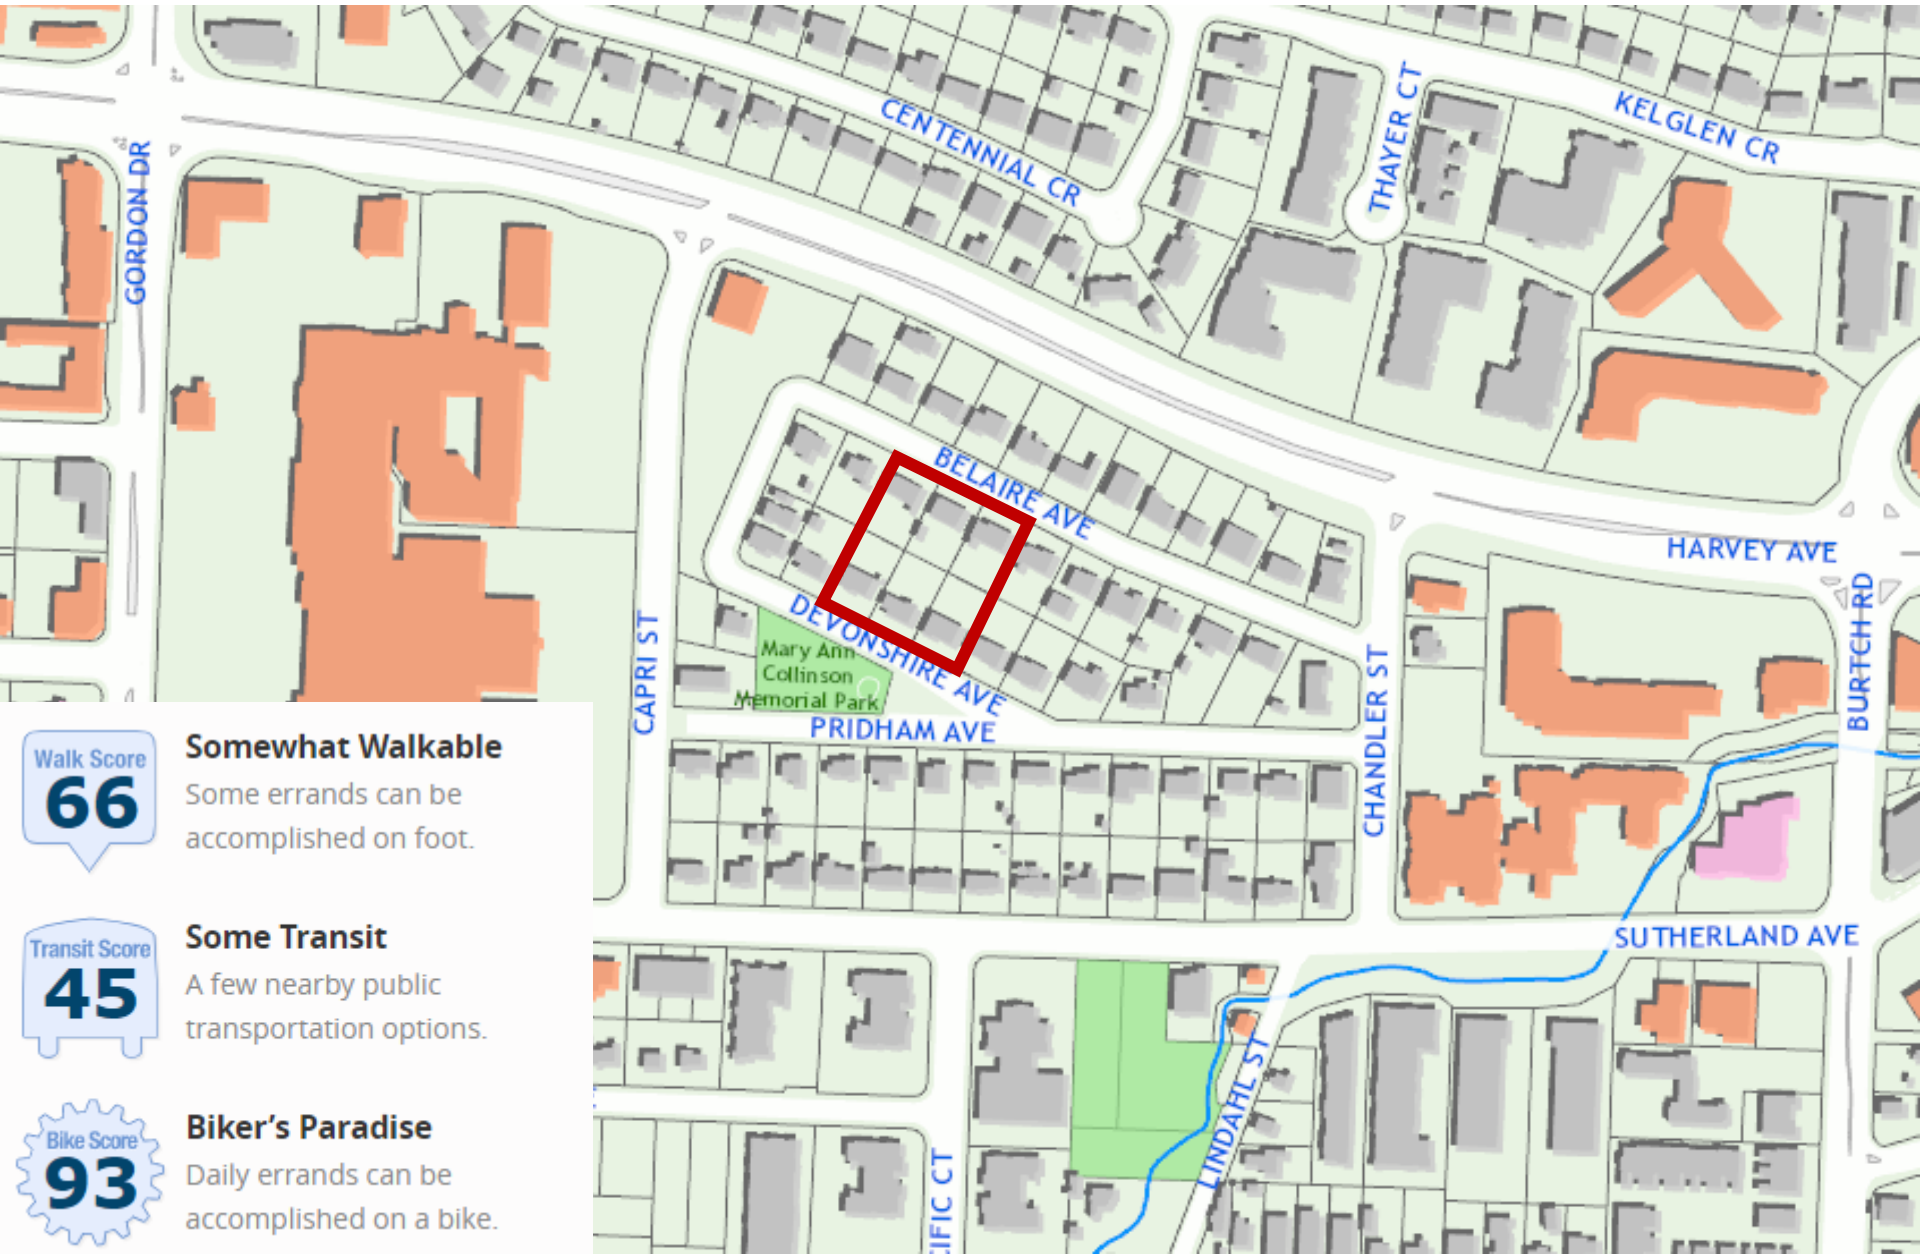 CENTENNIAL CR
THAYER CT
KELGLEN CR
GORDON DR
BELAIRE AVE
HARVEY AVE
DEVONSHIRE AVE
Mary Ann
Collinson
Memorial Park
CAPRI ST
PRIDHAM AVE
CHANDLER ST
BURTCH RD
SUTHERLAND AVE
LINDAHL ST
CIFIC CT
Walk Score
66
Somewhat Walkable
Some errands can be
accomplished on foot.
Transit Score
45
Some Transit
A few nearby public
transportation options.
Bike Score
93
Biker's Paradise
Daily errands can be
accomplished on a bike.